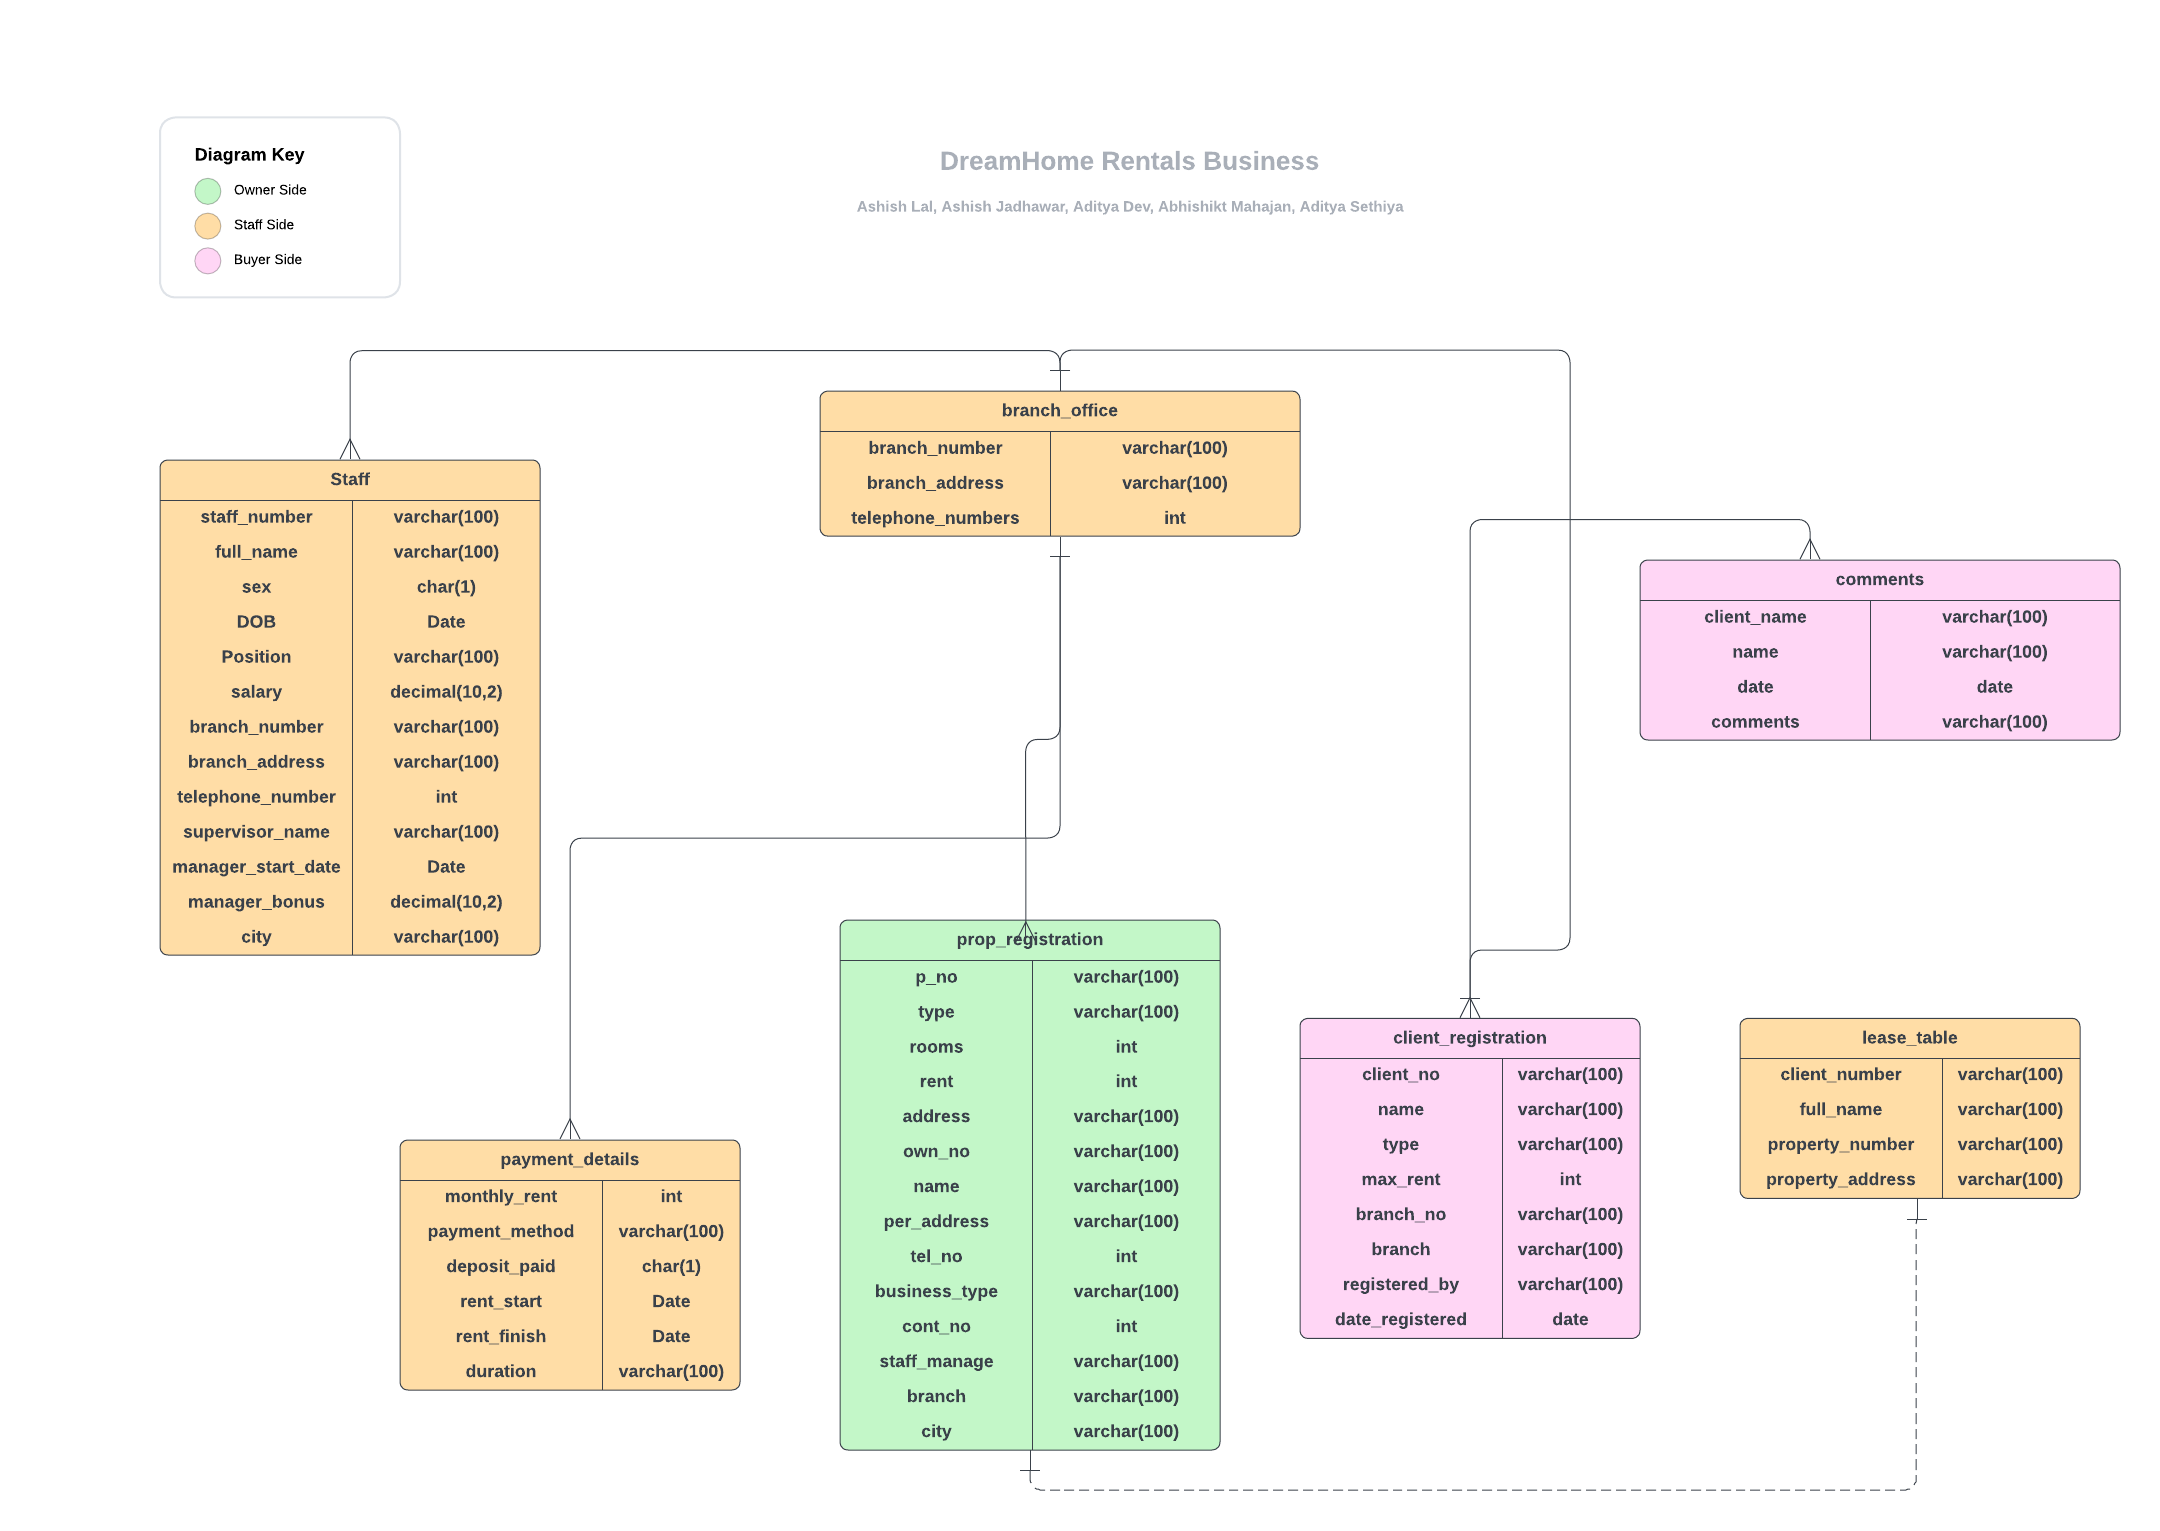 Diagram Key
Owner Side
Staff Side
Buyer Side
DreamHome Rentals Business
Ashish Lal, Ashish Jadhawar, Aditya Dev, Abhishikt Mahajan, Aditya Sethiya
branch_office
branch_number varchar(100)
branch_address varchar(100)
telephone_numbers int
Staff
staff_number varchar(100)
full_name varchar(100)
sex char(1)
DOB Date
Position varchar(100)
salary decimal(10,2)
branch_number varchar(100)
branch_address varchar(100)
telephone_number int
supervisor_name varchar(100)
manager_start_date Date
manager_bonus decimal(10,2)
city varchar(100)
comments
client_name varchar(100)
name varchar(100)
date date
comments varchar(100)
prop_registration
p_no varchar(100)
type varchar(100)
rooms int
rent int
address varchar(100)
own_no varchar(100)
name varchar(100)
per_address varchar(100)
tel_no int
business_type varchar(100)
cont_no int
staff_manage varchar(100)
branch varchar(100)
city varchar(100)
client_registration
client_no varchar(100)
name varchar(100)
type varchar(100)
max_rent int
branch_no varchar(100)
branch varchar(100)
registered_by varchar(100)
date_registered date
lease_table
client_number varchar(100)
full_name varchar(100)
property_number varchar(100)
property_address varchar(100)
payment_details
monthly_rent int
payment_method varchar(100)
deposit_paid char(1)
rent_start Date
rent_finish Date
duration varchar(100)